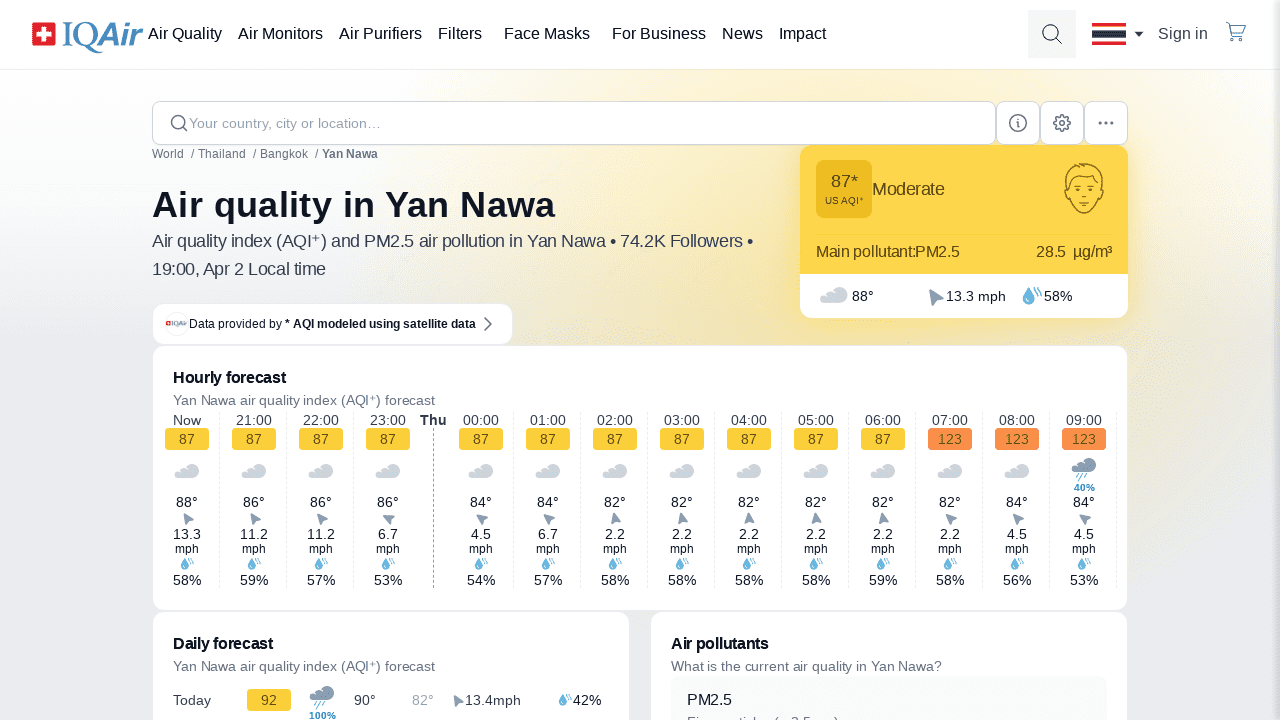 IQAir Air Quality Air Monitors Air Purifiers Filters Face Masks For Business News Impact Sign in
Your country, city or location…
World / Thailand / Bangkok / Yan Nawa
Air quality in Yan Nawa
Air quality index (AQI⁺) and PM2.5 air pollution in Yan Nawa • 74.2K Followers •
19:00, Apr 2 Local time
87*
US AQI⁺
Moderate
Main pollutant:PM2.5 28.5 µg/m³
88° 13.3 mph 58%
IQAir Data provided by * AQI modeled using satellite data
Hourly forecast
Yan Nawa air quality index (AQI⁺) forecast
Now 21:00 22:00 23:00 Thu 00:00 01:00 02:00 03:00 04:00 05:00 06:00 07:00 08:00 09:00
87 87 87 87 87 87 87 87 87 87 87 123 123 123
40%
88° 86° 86° 86° 84° 84° 82° 82° 82° 82° 82° 82° 84° 84°
13.3 11.2 11.2 6.7 4.5 6.7 2.2 2.2 2.2 2.2 2.2 2.2 4.5 4.5
mph mph mph mph mph mph mph mph mph mph mph mph mph mph
58% 59% 57% 53% 54% 57% 58% 58% 58% 58% 59% 58% 56% 53%
Daily forecast
Yan Nawa air quality index (AQI⁺) forecast
Today 92 90° 82° 13.4mph 42%
100%
Air pollutants
What is the current air quality in Yan Nawa?
PM2.5